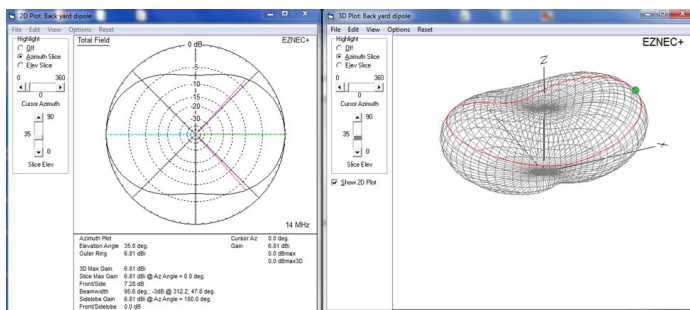 2D Plot: Back yard dipole
File Edit View Options Reset
Highlight
Off
Azimuth Slice
Elev Slice
0 360
0
Cursor Azimuth
90
35
0
Slice Elev
Total Field
EZNEC+
0 dB
-5
-10
-15
-20
-30
14 MHz
Azimuth Plot
Elevation Angle 35.0 deg.
Outer Ring 6.81 dBi
Cursor Az 0.0 deg.
Gain 6.81 dBi
0.0 dBmax
0.0 dBmax3D
3D Max Gain 6.81 dBi
Slice Max Gain 6.81 dBi @ Az Angle = 0.0 deg.
Front/Side 7.28 dB
Beamwidth 95.6 deg.; -3dB @ 312.2, 47.8 deg.
Sidelobe Gain 6.81 dBi @ Az Angle = 180.0 deg.
Front/Sidelobe 0.0 dB
3D Plot: Back yard dipole
File Edit View Options Reset
Highlight
Off
Azimuth Slice
Elev Slice
0 360
0
Cursor Azimuth
90
35
0
Slice Elev
Show 2D Plot
EZNEC+
Z
X